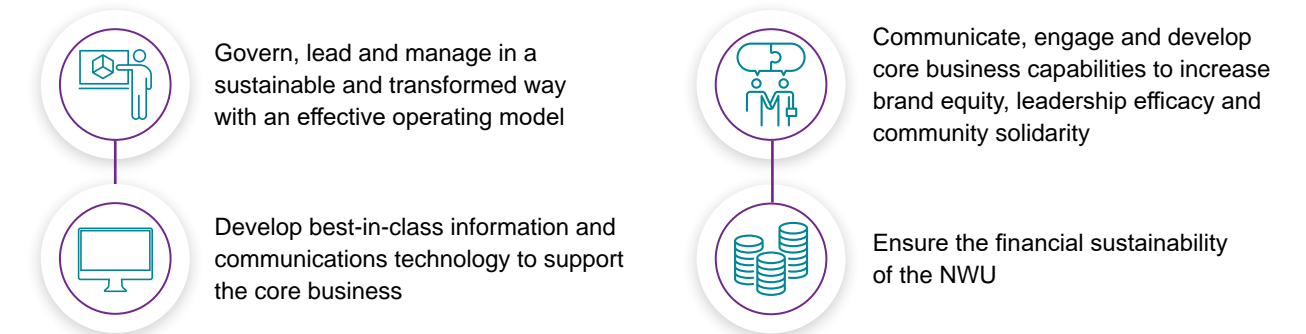 Govern, lead and manage in a
sustainable and transformed way
with an effective operating model
Develop best-in-class information and
communications technology to support
the core business
Communicate, engage and develop
core business capabilities to increase
brand equity, leadership efficacy and
community solidarity
Ensure the financial sustainability
of the NWU